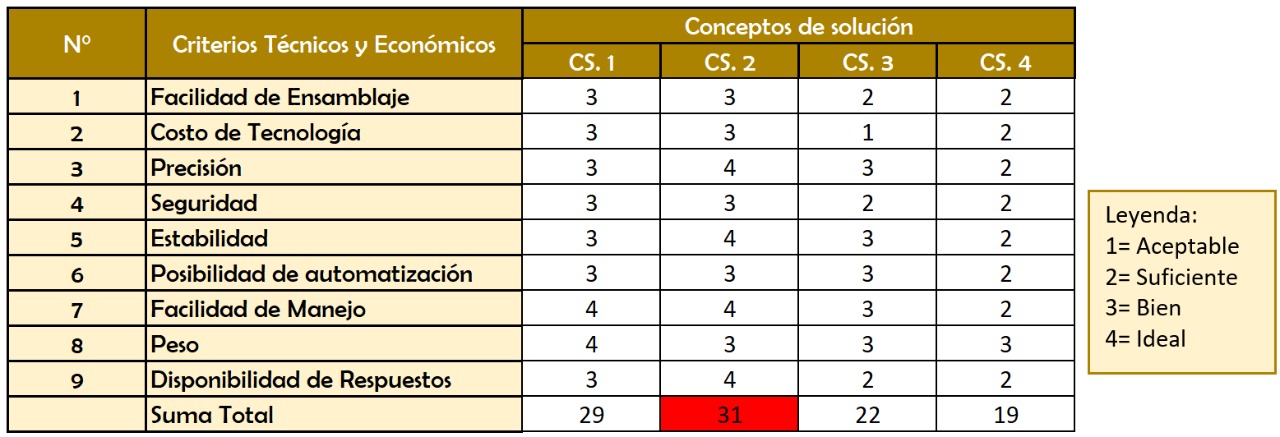 N° Criterios Técnicos y Económicos Conceptos de solución
CS. 1 CS. 2 CS. 3 CS. 4
1 Facilidad de Ensamblaje 3 3 2 2
2 Costo de Tecnología 3 3 1 2
3 Precisión 3 4 3 2
4 Seguridad 3 3 2 2
5 Estabilidad 3 4 3 2
6 Posibilidad de automatización 3 3 3 2
7 Facilidad de Manejo 4 4 3 2
8 Peso 4 3 3 3
9 Disponibilidad de Respuestos 3 4 2 2
Suma Total 29 31 22 19
Leyenda:
1= Aceptable
2= Suficiente
3= Bien
4= Ideal